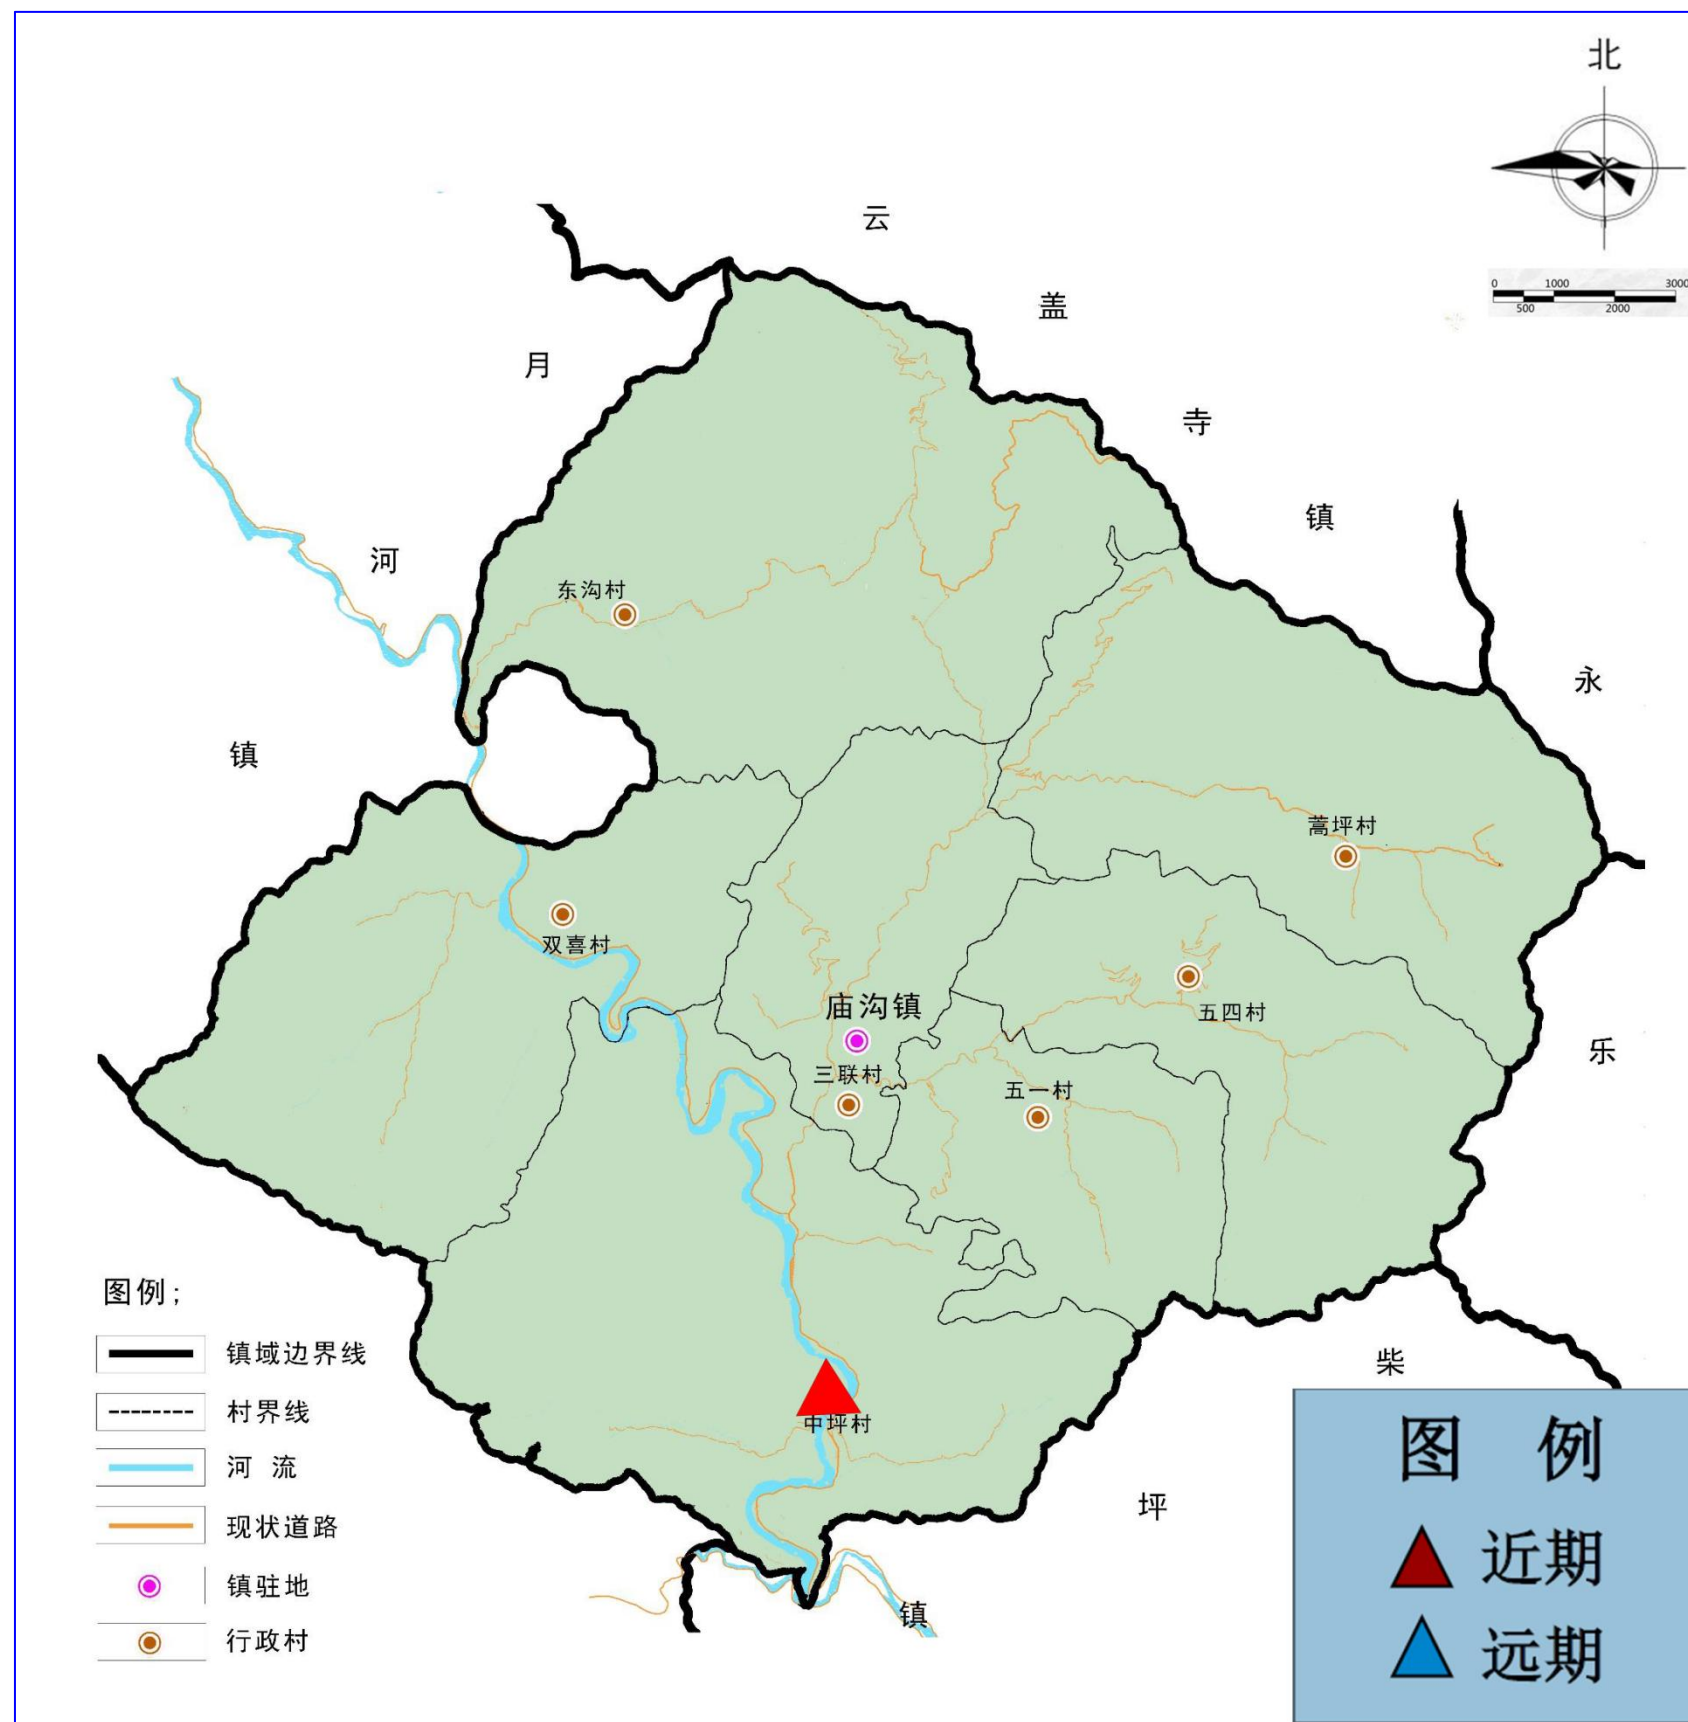 北
0 1000 3000
500 2000
云
盖
寺
镇
月
河
镇
永
乐
东沟村
蒿坪村
双喜村
五四村
庙沟镇
三联村
五一村
中坪村
柴
坪
镇
图例;
镇域边界线
村界线
河 流
现状道路
镇驻地
行政村
图 例
近期
远期